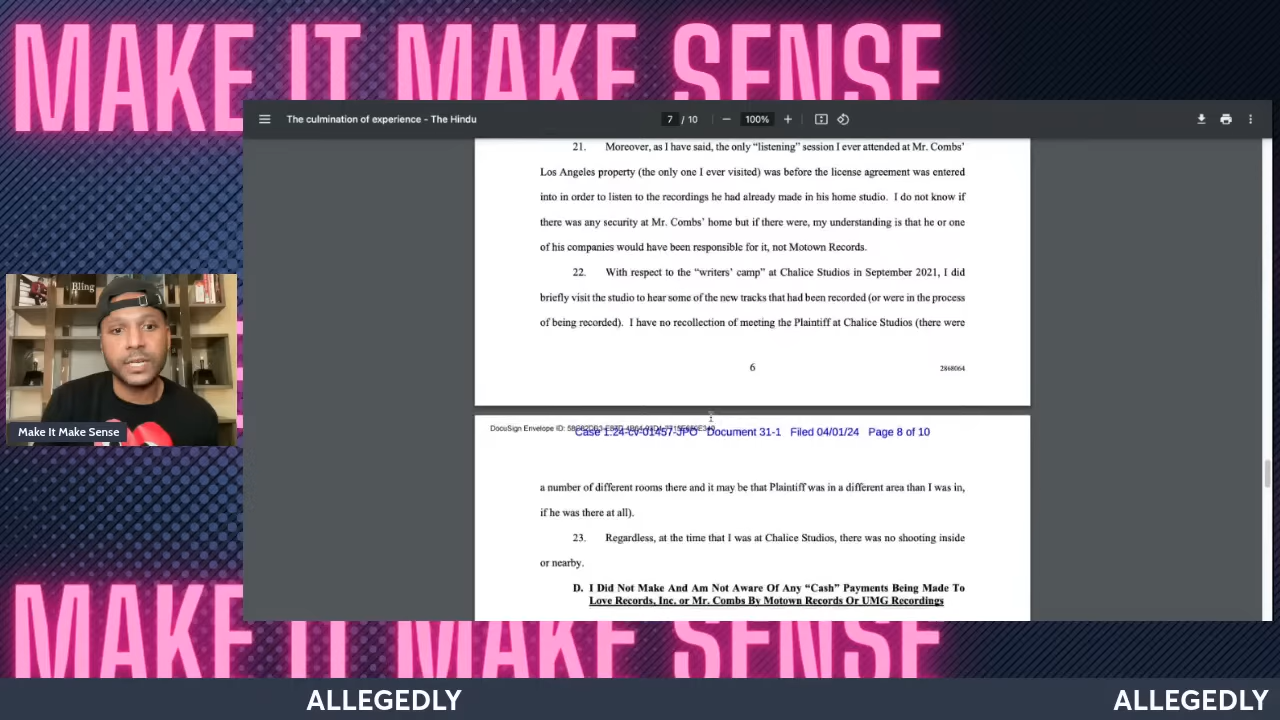 MAKE IT MAKE SENSE
The culmination of experience - The Hindu
7 / 10
100%
21. Moreover, as I have said, the only “listening” session I ever attended at Mr. Combs’
Los Angeles property (the only one I ever visited) was before the license agreement was entered
into in order to listen to the recordings he had already made in his home studio. I do not know if
there was any security at Mr. Combs’ home but if there were, my understanding is that he or one
of his companies would have been responsible for it, not Motown Records.
22. With respect to the “writers’ camp” at Chalice Studios in September 2021, I did
briefly visit the studio to hear some of the new tracks that had been recorded (or were in the process
of being recorded). I have no recollection of meeting the Plaintiff at Chalice Studios (there were
6
2868064
Bling
Make It Make Sense
DocuSign Envelope ID:
Case 1:24-cv-01457-JPO Document 31-1 Filed 04/01/24 Page 8 of 10
a number of different rooms there and it may be that Plaintiff was in a different area than I was in,
if he was there at all).
23. Regardless, at the time that I was at Chalice Studios, there was no shooting inside
or nearby.
D. I Did Not Make And Am Not Aware Of Any “Cash” Payments Being Made To
Love Records, Inc. or Mr. Combs By Motown Records Or UMG Recordings
MAKE IT MAKE SENSE
ALLEGEDLY
ALLEGEDLY